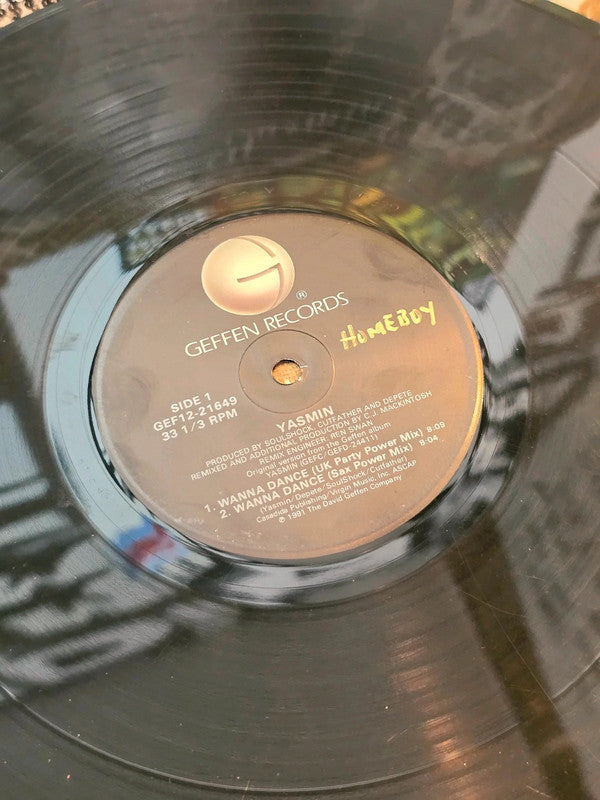 ®
GEFFEN RECORDS
HOMEBOY
SIDE 1
GEF12-21649
33 1/3 RPM
YASMIN
PRODUCED BY SOULSHOCK, CUTFATHER AND DEPETE
REMIXED AND ADDITIONAL PRODUCTION BY C.J. MACKINTOSH
REMIX ENGINEER, REN SWAN
Original version from the Geffen album
YASMIN (GEFC/GEFD-24411)
1. WANNA DANCE (UK Party Power Mix) 8:09
2. WANNA DANCE (Sax Power Mix) 8:04
(Yasmin/Depete/SoulShock/Cutfather)
Casadida Publishing/Virgin Music, Inc ASCAP
℗ 1991 The David Geffen Company